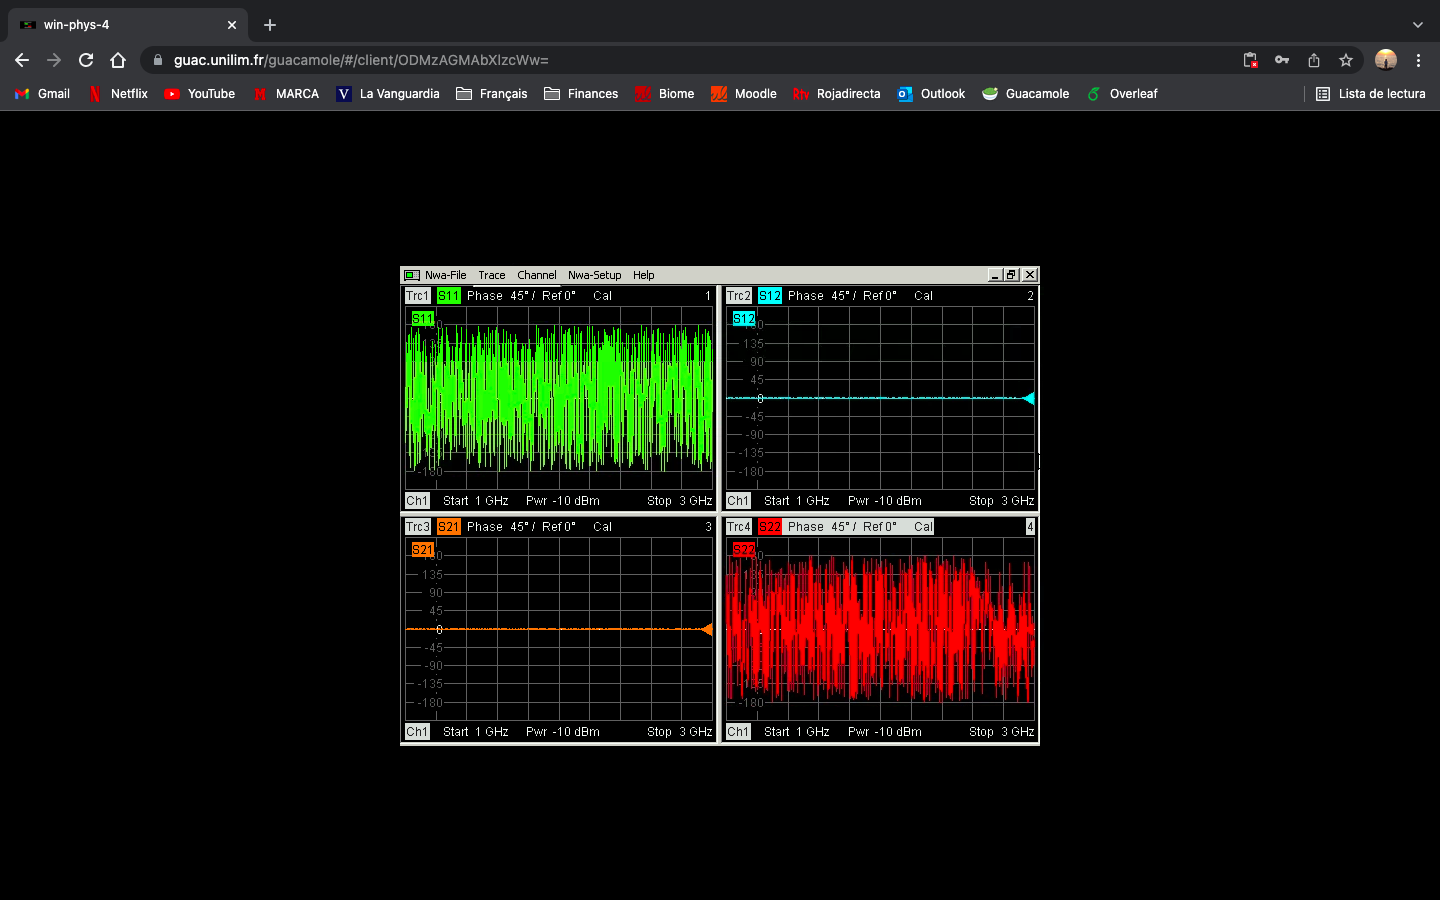 win-phys-4
guac.unilim.fr/guacamole/#/client/ODMzAGMAbXlzcWw=
Gmail Netflix YouTube MARCA La Vanguardia Français Finances Biome Moodle Rojadirecta Outlook Guacamole Overleaf Lista de lectura
Nwa-File Trace Channel Nwa-Setup Help
Trc1 S11 Phase 45°/ Ref 0° Cal 1
S11
-180
Ch1 Start 1 GHz Pwr -10 dBm Stop 3 GHz
Trc2 S12 Phase 45°/ Ref 0° Cal 2
S12
135
90
45
0
-45
-90
-135
-180
Ch1 Start 1 GHz Pwr -10 dBm Stop 3 GHz
Trc3 S21 Phase 45°/ Ref 0° Cal 3
S21
135
90
45
0
-45
-90
-135
-180
Ch1 Start 1 GHz Pwr -10 dBm Stop 3 GHz
Trc4 S22 Phase 45°/ Ref 0° Cal 4
S22
-180
Ch1 Start 1 GHz Pwr -10 dBm Stop 3 GHz